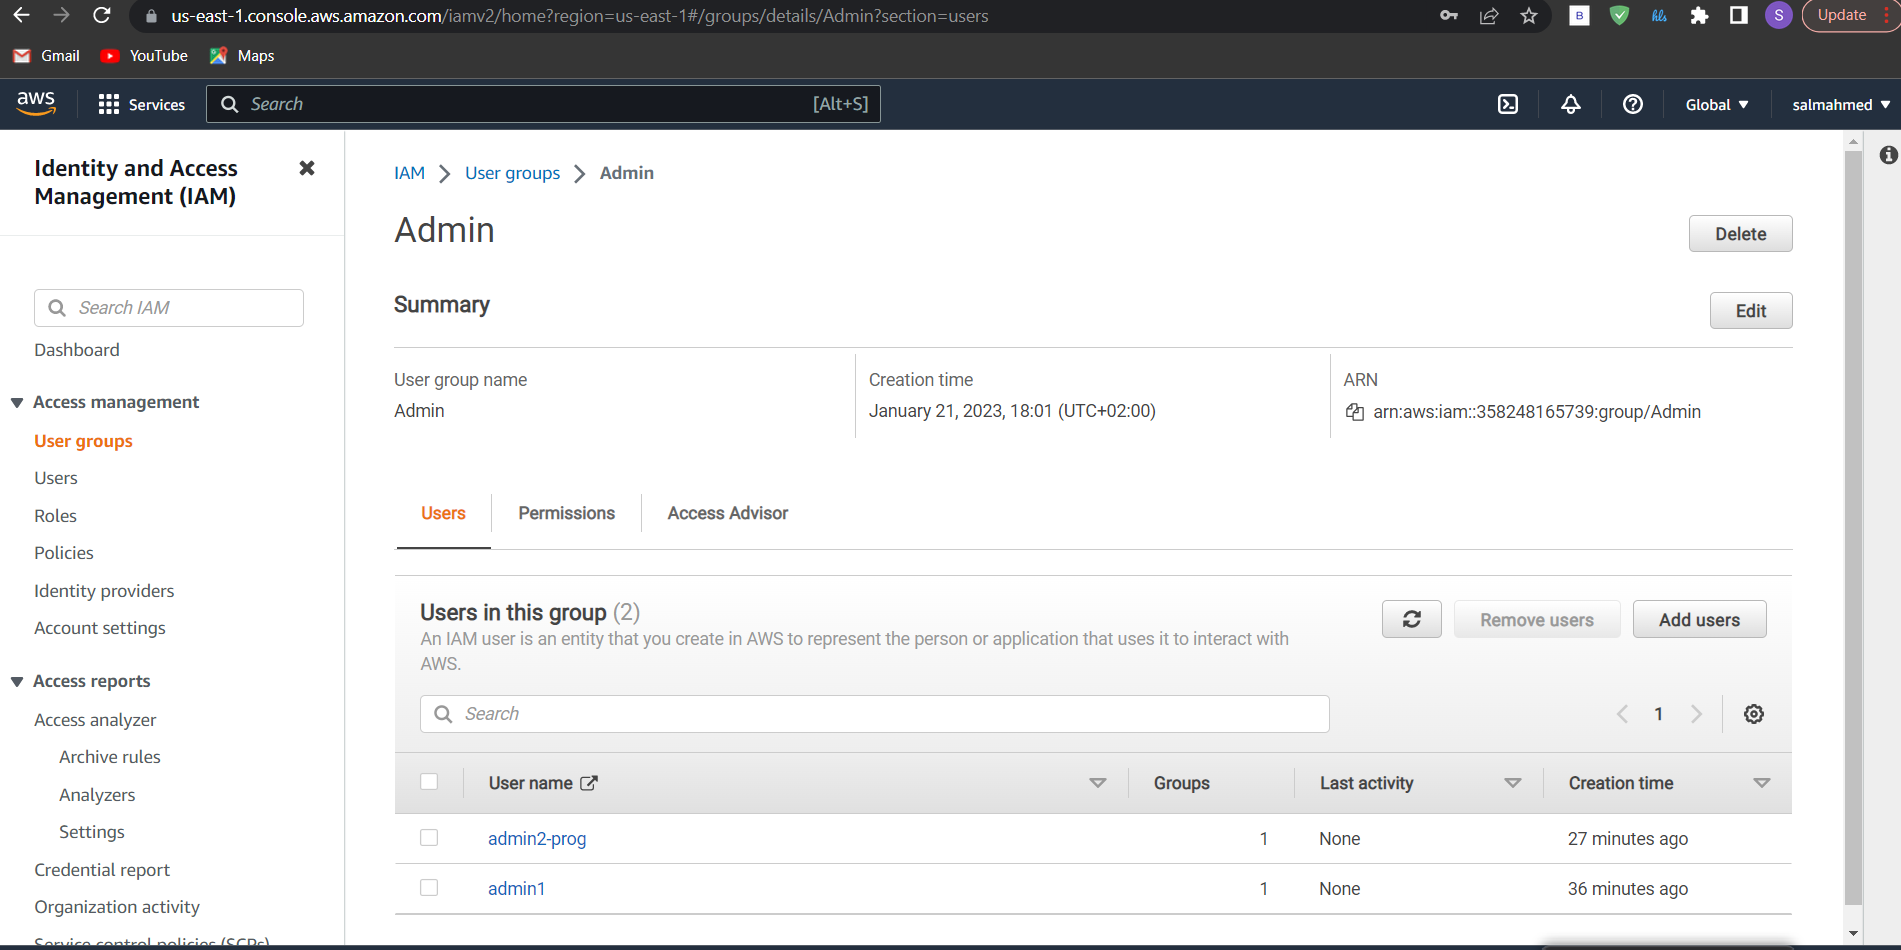 us-east-1.console.aws.amazon.com/iamv2/home?region=us-east-1#/groups/details/Admin?section=users
B
hls
S
Update
Gmail
YouTube
Maps
aws
Services
Search
[Alt+S]
Global
salmahmed
Identity and Access
Management (IAM)
Search IAM
Dashboard
Access management
User groups
Users
Roles
Policies
Identity providers
Account settings
Access reports
Access analyzer
Archive rules
Analyzers
Settings
Credential report
Organization activity
Service control policies (SCPs)
IAM
User groups
Admin
Admin
Delete
Summary
Edit
User group name
Admin
Creation time
January 21, 2023, 18:01 (UTC+02:00)
ARN
arn:aws:iam::358248165739:group/Admin
Users
Permissions
Access Advisor
Users in this group (2)
An IAM user is an entity that you create in AWS to represent the person or application that uses it to interact with
AWS.
Remove users
Add users
Search
1
User name
Groups
Last activity
Creation time
admin2-prog 1 None 27 minutes ago
admin1 1 None 36 minutes ago